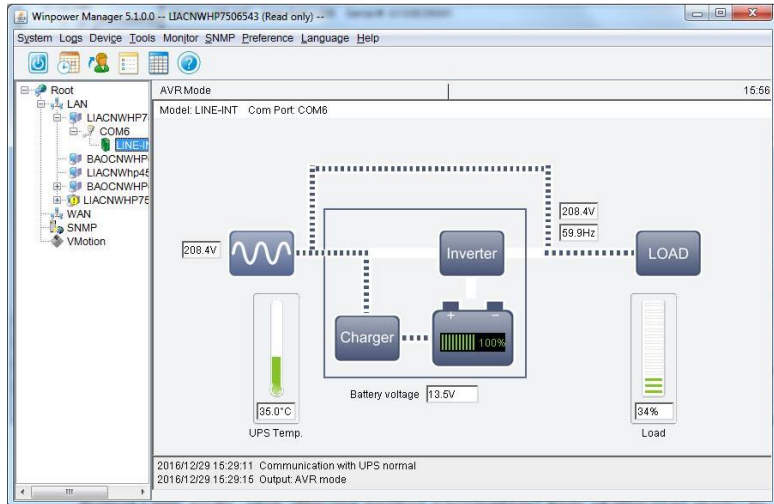 Winpower Manager 5.1.0.0 -- LIACNWHP7506543 (Read only) --
System Logs Device Tools Monitor SNMP Preference Language Help
Root
LAN
LIACNWHP7
COM6
LINE-IN
BAOCNWHP
LIACNWhp45
BAOCNWHP
LIACNWHP75
WAN
SNMP
VMotion
AVR Mode
15:56
Model: LINE-INT Com Port: COM6
208.4V
208.4V
59.9Hz
Inverter
LOAD
Charger
+ −
100%
Battery voltage 13.5V
35.0°C
UPS Temp.
34%
Load
2016/12/29 15:29:11 Communication with UPS normal
2016/12/29 15:29:15 Output: AVR mode